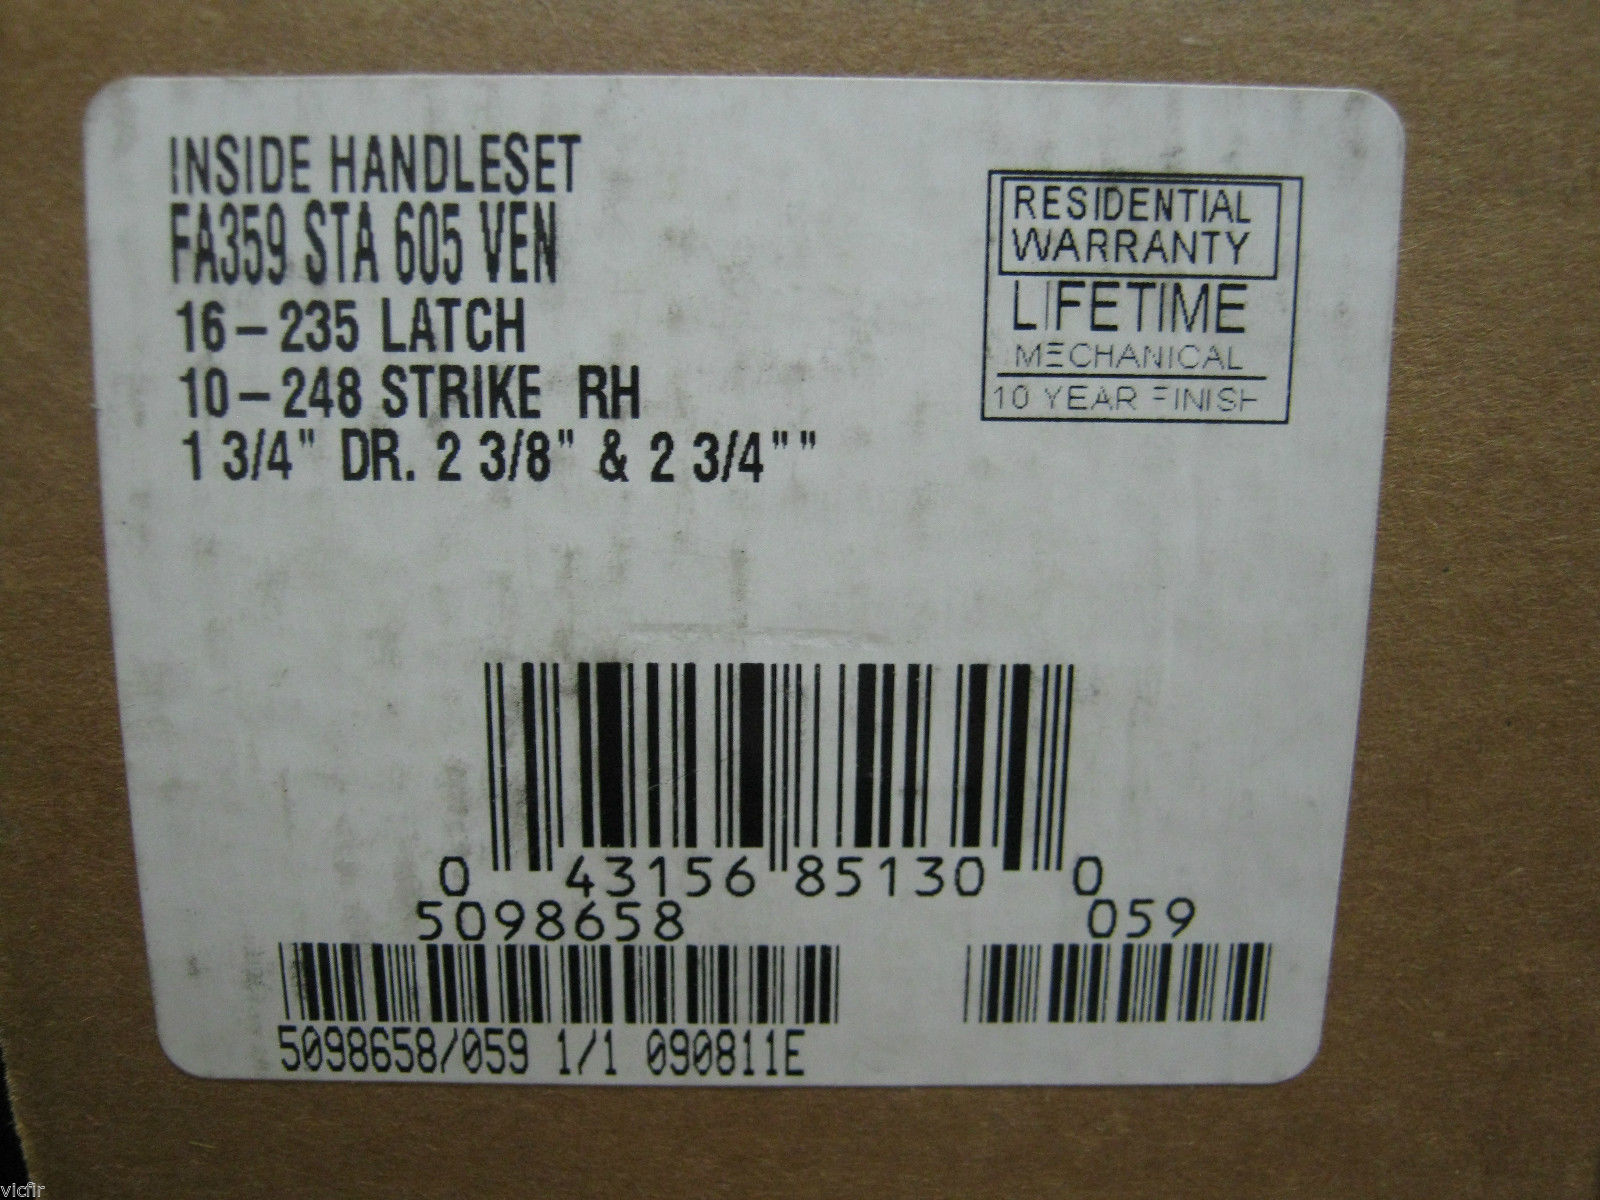 INSIDE HANDLESET
FA359 STA 605 VEN
16-235 LATCH
10-248 STRIKE RH
1 3/4" DR. 2 3/8" & 2 3/4""
RESIDENTIAL
WARRANTY
LIFETIME
MECHANICAL
10 YEAR FINISH
0 43156 85130 0
5098658 059
5098658/059 1/1 090811E
vicfir